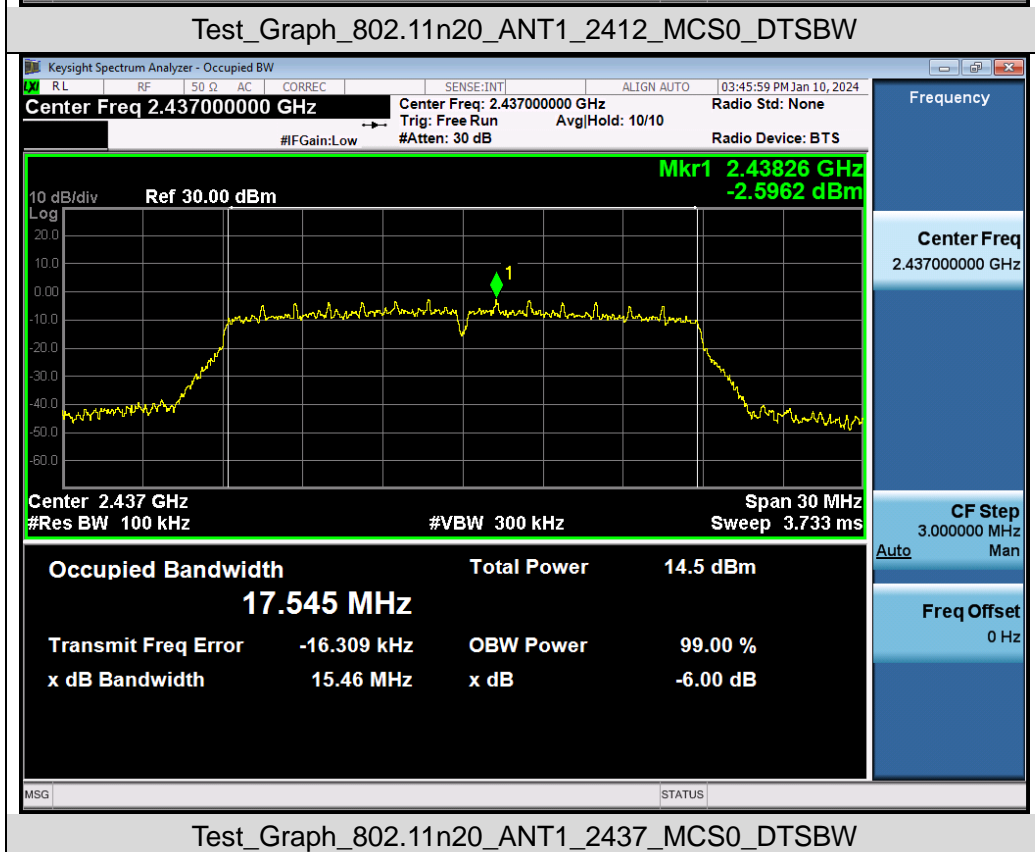 Test_Graph_802.11n20_ANT1_2412_MCS0_DTSBW
Keysight Spectrum Analyzer - Occupied BW
LXI RL RF 50 Ω AC CORREC SENSE:INT ALIGN AUTO 03:45:59 PM Jan 10, 2024
Center Freq 2.437000000 GHz
Center Freq: 2.437000000 GHz
Radio Std: None
Trig: Free Run Avg|Hold: 10/10
#IFGain:Low #Atten: 30 dB Radio Device: BTS
Mkr1 2.43826 GHz
-2.5962 dBm
10 dB/div Ref 30.00 dBm
Log
20.0
10.0
0.00
-10.0
-20.0
-30.0
-40.0
-50.0
-60.0
1
Center 2.437 GHz Span 30 MHz
#Res BW 100 kHz #VBW 300 kHz Sweep 3.733 ms
Occupied Bandwidth Total Power 14.5 dBm
17.545 MHz
Transmit Freq Error -16.309 kHz OBW Power 99.00 %
x dB Bandwidth 15.46 MHz x dB -6.00 dB
Frequency
Center Freq
2.437000000 GHz
CF Step
3.000000 MHz
Auto Man
Freq Offset
0 Hz
MSG STATUS
Test_Graph_802.11n20_ANT1_2437_MCS0_DTSBW